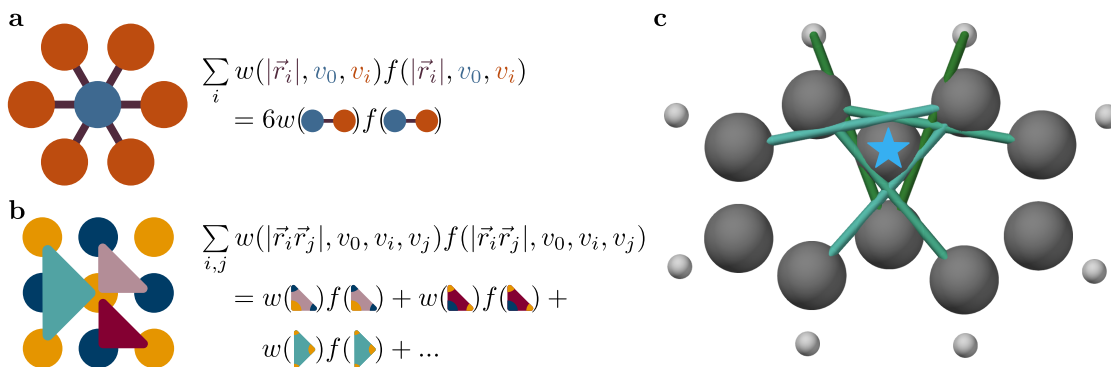 a
∑ᵢ w(|r⃗ᵢ|, v₀, vᵢ)f(|r⃗ᵢ|, v₀, vᵢ)
= 6w( )f( )
b
∑ᵢ,ⱼ w(|r⃗ᵢr⃗ⱼ|, v₀, vᵢ, vⱼ)f(|r⃗ᵢr⃗ⱼ|, v₀, vᵢ, vⱼ)
= w( )f( ) + w( )f( ) +
w( )f( ) + ...
c